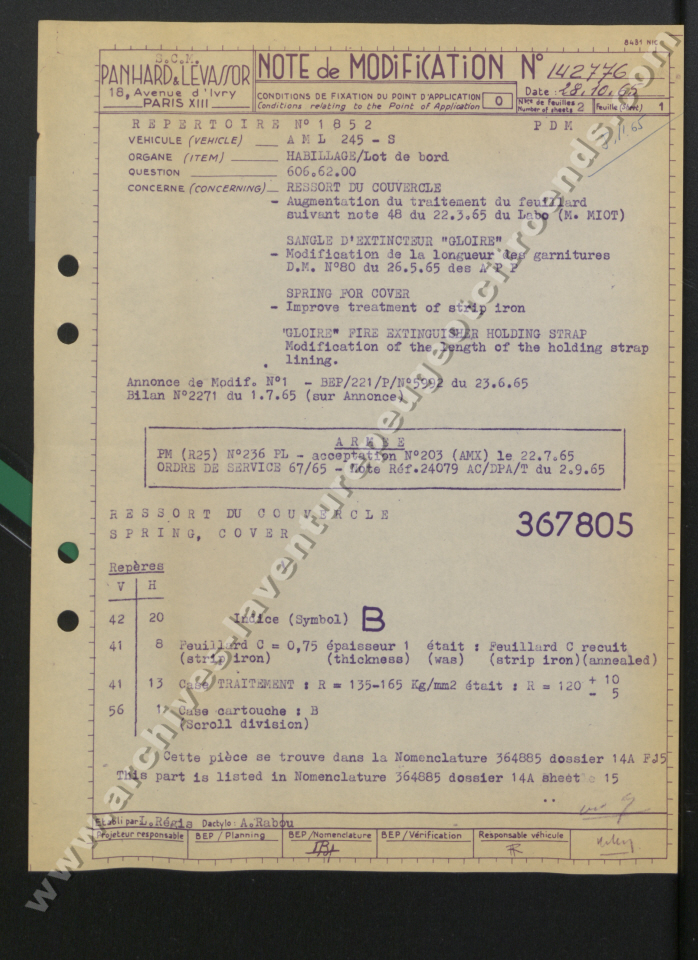 8431 NIC
S.C.N.
PANHARD & LEVASSOR
18, Avenue d'Ivry
PARIS XIII
NOTE de MODIFICATION N° 142776
CONDITIONS DE FIXATION DU POINT D'APPLICATION
Conditions relating to the Point of Application
0
Date : 28.10.65
Nbre de feuilles
Number of sheets 2
Feuille (sheet) 1
REPERTOIRE N°1852 PDM
VÉHICULE (VEHICLE) AML 245 - S
ORGANE (ITEM) HABILLAGE/Lot de bord
QUESTION 606.62.00
CONCERNE (CONCERNING) RESSORT DU COUVERCLE
- Augmentation du traitement du feuillard
suivant note 48 du 22.3.65 du Labo (M. MIOT)
SANGLE D'EXTINCTEUR "GLOIRE"
- Modification de la longueur des garnitures
D.M. N°80 du 26.5.65 des A P P
SPRING FOR COVER
- Improve treatment of strip iron
"GLOIRE" FIRE EXTINGUISHER HOLDING STRAP
Modification of the length of the holding strap
lining.
Annonce de Modif. N°1 - BEP/221/P/N°5992 du 23.6.65
Bilan N°2271 du 1.7.65 (sur Annonce)
ARMEE
PM (R25) N°236 PL - acceptation N°203 (AMX) le 22.7.65
ORDRE DE SERVICE 67/65 - Note Réf.24079 AC/DPA/T du 2.9.65
RESSORT DU COUVERCLE
SPRING, COVER
367805
Repères
V H
42 20 Indice (Symbol) B
41 8 Feuillard C = 0,75 épaisseur 1 était : Feuillard C recuit
(strip iron) (thickness) (was) (strip iron)(annealed)
41 13 Case TRAITEMENT : R = 135-165 Kg/mm2 était : R = 120 + 10
- 5
56 1 Case cartouche : B
(Scroll division)
Cette pièce se trouve dans la Nomenclature 364885 dossier 14A F15
This part is listed in Nomenclature 364885 dossier 14A sheet 15
Etabli par L.Régis Dactylo : A.Rabou
Projeteur responsable
BEP / Planning
BEP/Nomenclature
BEP/Vérification
Responsable véhicule
www.archives.laventurepeugeotcitroends.com